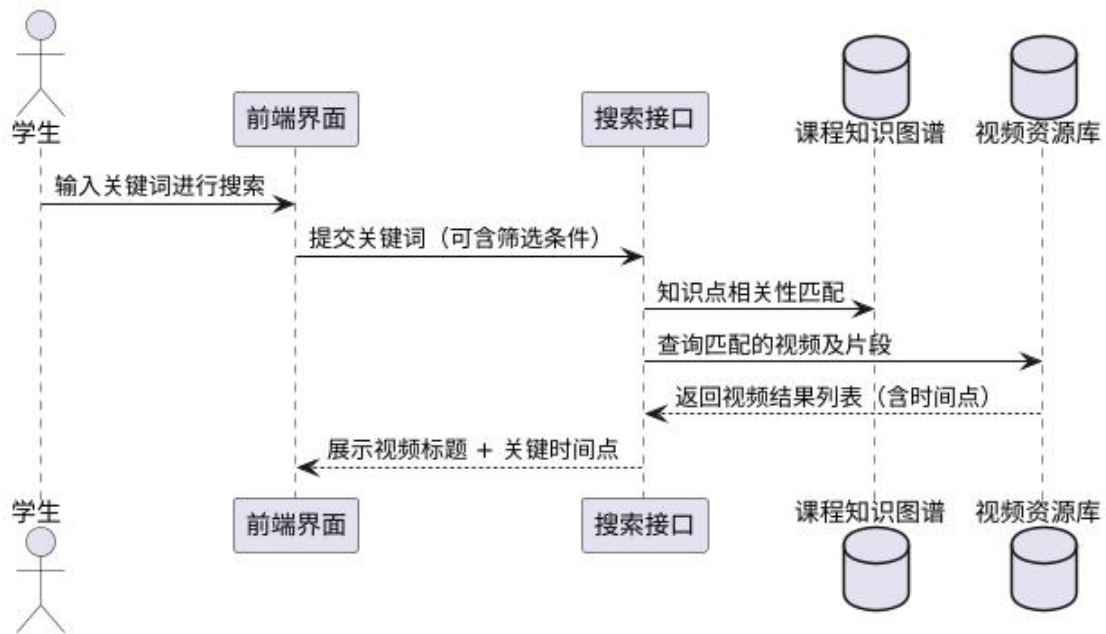 学生
前端界面
搜索接口
课程知识图谱
视频资源库
输入关键词进行搜索
提交关键词（可含筛选条件）
知识点相关性匹配
查询匹配的视频及片段
返回视频结果列表（含时间点）
展示视频标题 + 关键时间点
学生
前端界面
搜索接口
课程知识图谱
视频资源库